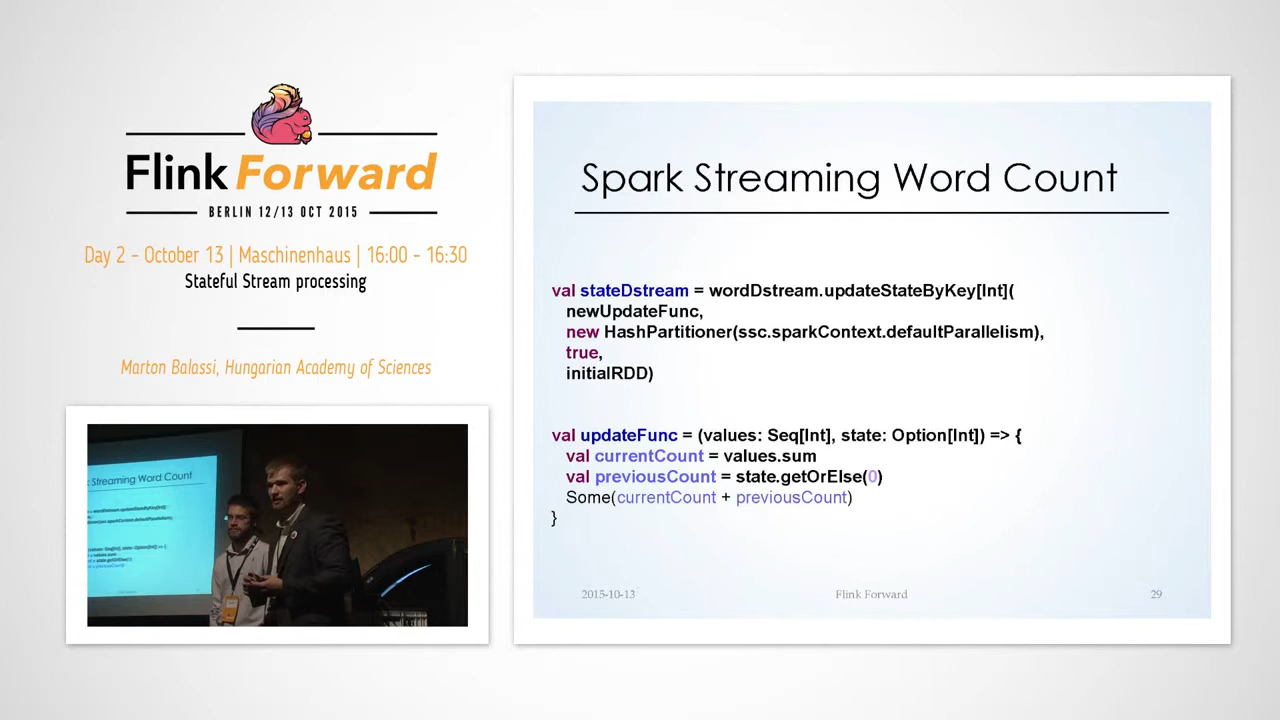 Flink Forward
BERLIN 12/13 OCT 2015
Day 2 - October 13 | Maschinenhaus | 16:00 - 16:30
Stateful Stream processing
Marton Balassi, Hungarian Academy of Sciences
Streaming Word Count
Spark Streaming Word Count
val stateDstream = wordDstream.updateStateByKey[Int](
newUpdateFunc,
new HashPartitioner(ssc.sparkContext.defaultParallelism),
true,
initialRDD)
val updateFunc = (values: Seq[Int], state: Option[Int]) => {
val currentCount = values.sum
val previousCount = state.getOrElse(0)
Some(currentCount + previousCount)
}
2015-10-13
Flink Forward
29